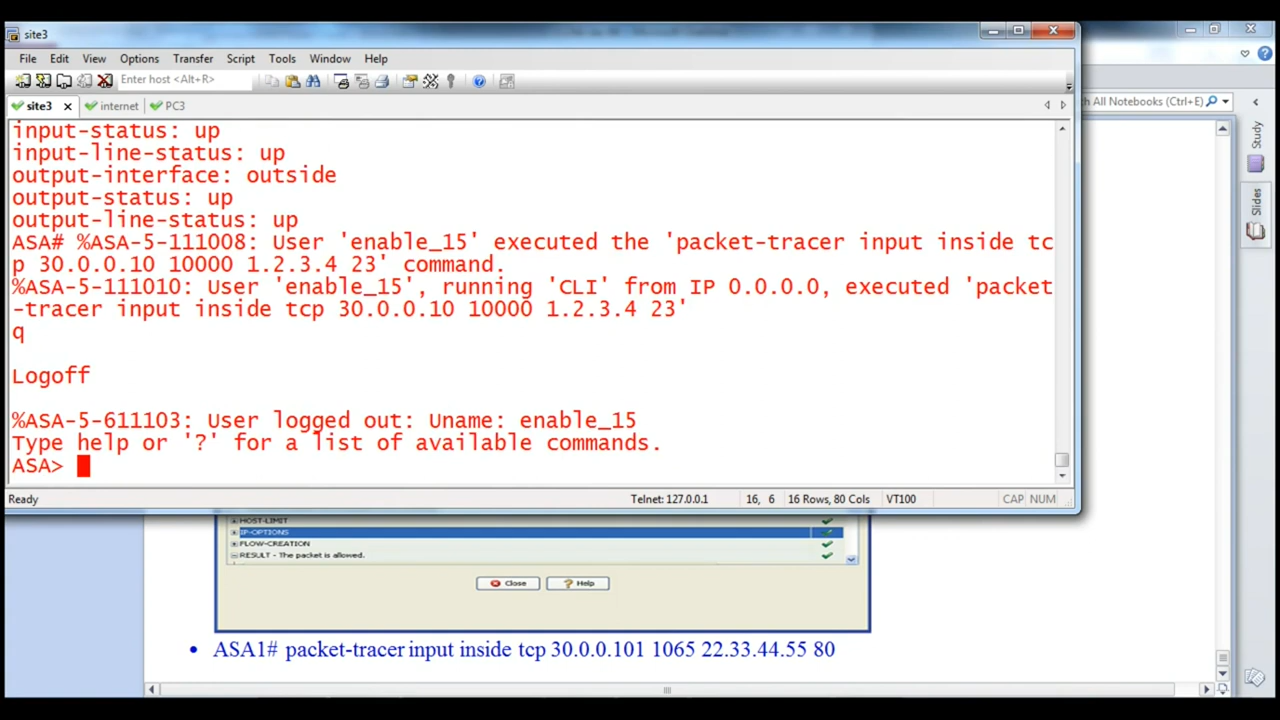 site3
File Edit View Options Transfer Script Tools Window Help
Enter host <Alt+R>
ch All Notebooks (Ctrl+E)
site3 internet PC3
input-status: up
input-line-status: up
output-interface: outside
output-status: up
output-line-status: up
ASA# %ASA-5-111008: User 'enable_15' executed the 'packet-tracer input inside tc
p 30.0.0.10 10000 1.2.3.4 23' command.
%ASA-5-111010: User 'enable_15', running 'CLI' from IP 0.0.0.0, executed 'packet
-tracer input inside tcp 30.0.0.10 10000 1.2.3.4 23'
q
Logoff
%ASA-5-611103: User logged out: Uname: enable_15
Type help or '?' for a list of available commands.
ASA>
Ready Telnet: 127.0.0.1 16, 6 16 Rows, 80 Cols VT100 CAP NUM
Study
Slides
HOST-LIMIT
IP-OPTIONS
FLOW-CREATION
RESULT - The packet is allowed.
Close Help
• ASA1# packet-tracer input inside tcp 30.0.0.101 1065 22.33.44.55 80